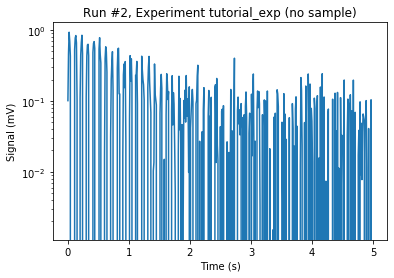 Run #2, Experiment tutorial_exp (no sample)
Signal (mV)
10⁰
10⁻¹
10⁻²
0 1 2 3 4 5
Time (s)